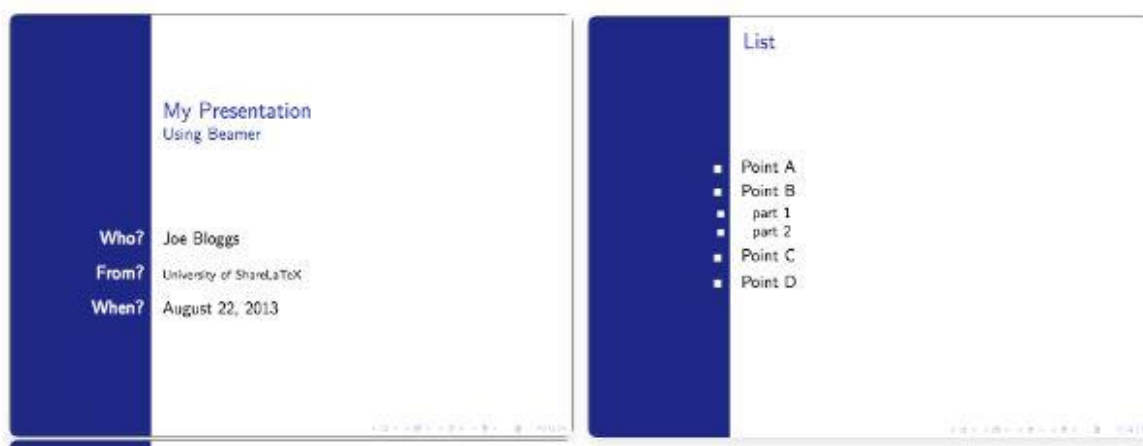 My Presentation
Using Beamer
Who? Joe Bloggs
From? University of ShareLaTeX
When? August 22, 2013
List
Point A
Point B
part 1
part 2
Point C
Point D